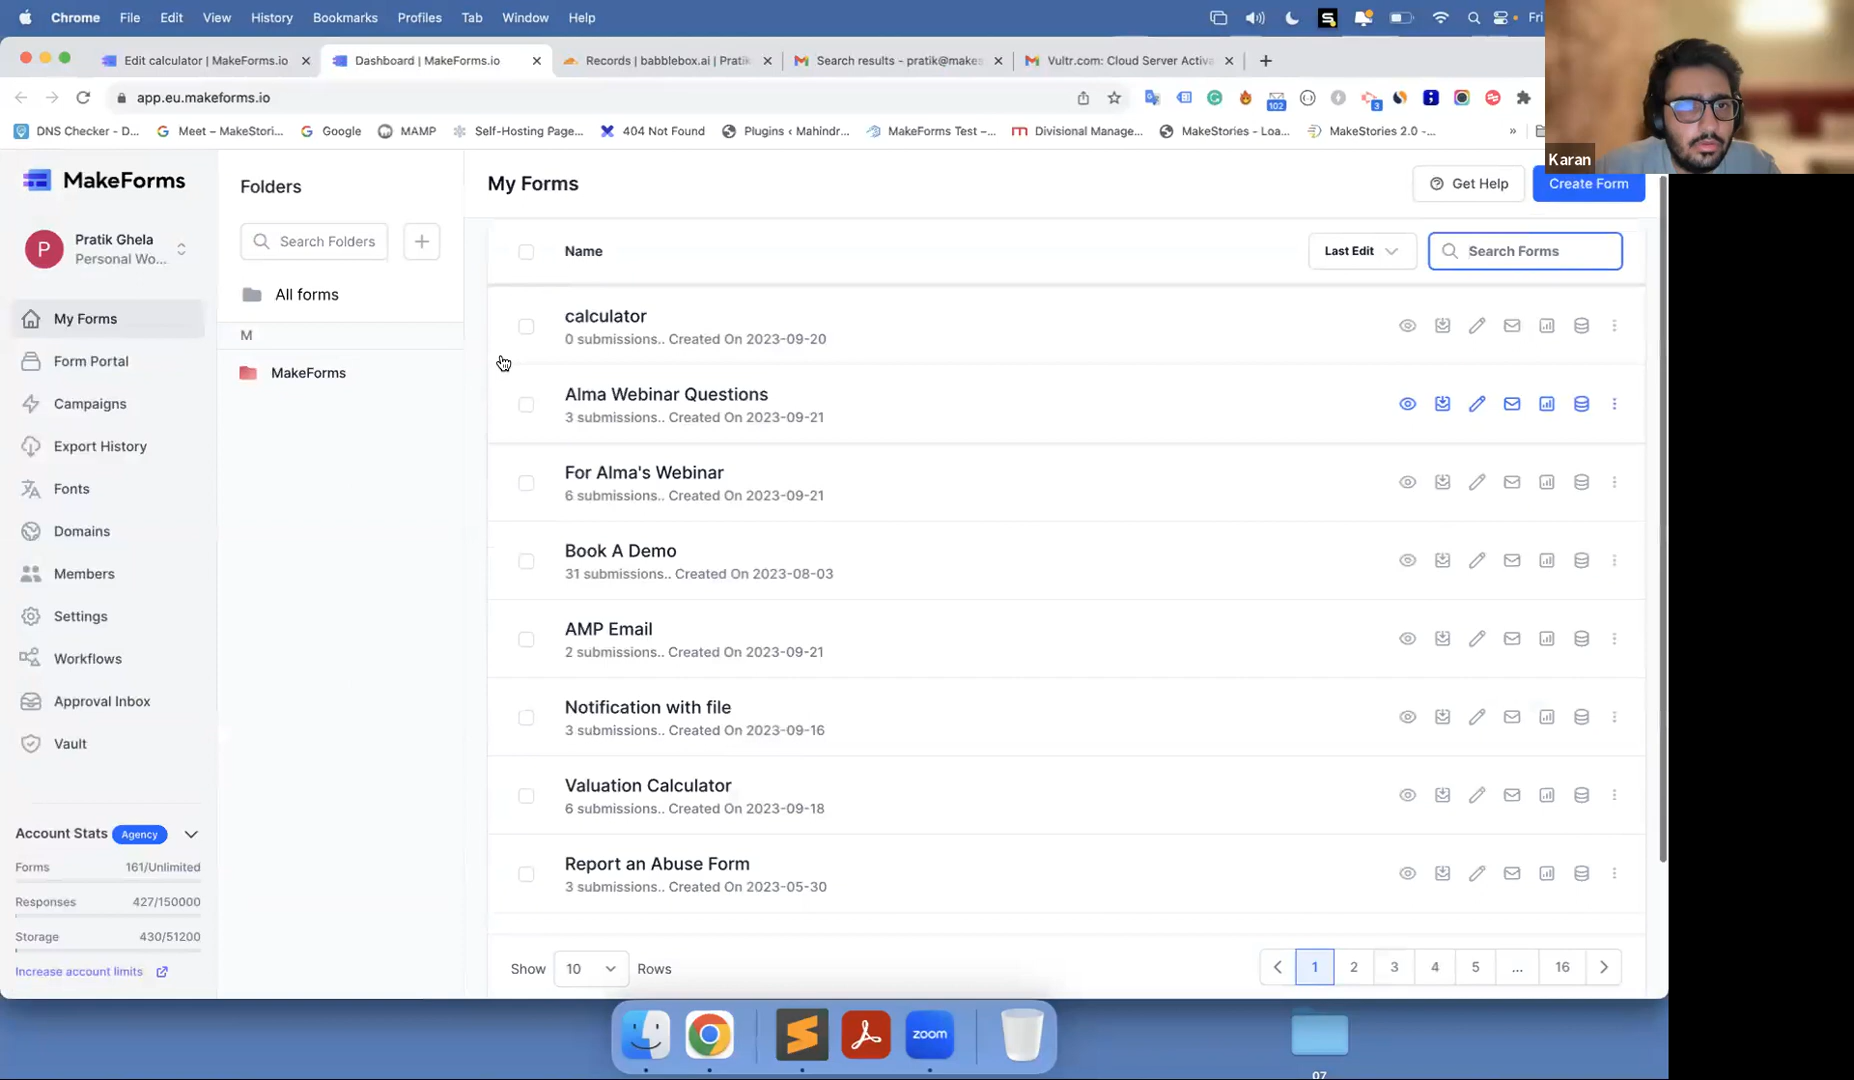 Chrome File Edit View History Bookmarks Profiles Tab Window Help Fri
Edit calculator | MakeForms.io
Dashboard | MakeForms.io
Records | babblebox.ai | Prati
Search results - pratik@makes
Vultr.com: Cloud Server Activa
app.eu.makeforms.io
102
3
DNS Checker - D...
Meet – MakeStori...
Google
MAMP
Self-Hosting Page...
404 Not Found
Plugins ‹ Mahindr...
MakeForms Test –...
Divisional Manage...
MakeStories - Loa...
MakeStories 2.0 -...
»
Karan
MakeForms
P
Pratik Ghela
Personal Wo...
My Forms
Form Portal
Campaigns
Export History
Fonts
Domains
Members
Settings
Workflows
Approval Inbox
Vault
Account Stats Agency
Forms 161/Unlimited
Responses 427/150000
Storage 430/51200
Increase account limits
Folders
Search Folders
All forms
M
MakeForms
My Forms
Get Help
Create Form
Name
Last Edit
Search Forms
calculator
0 submissions.. Created On 2023-09-20
Alma Webinar Questions
3 submissions.. Created On 2023-09-21
For Alma's Webinar
6 submissions.. Created On 2023-09-21
Book A Demo
31 submissions.. Created On 2023-08-03
AMP Email
2 submissions.. Created On 2023-09-21
Notification with file
3 submissions.. Created On 2023-09-16
Valuation Calculator
6 submissions.. Created On 2023-09-18
Report an Abuse Form
3 submissions.. Created On 2023-05-30
Show 10 Rows
1 2 3 4 5 ... 16
zoom
07